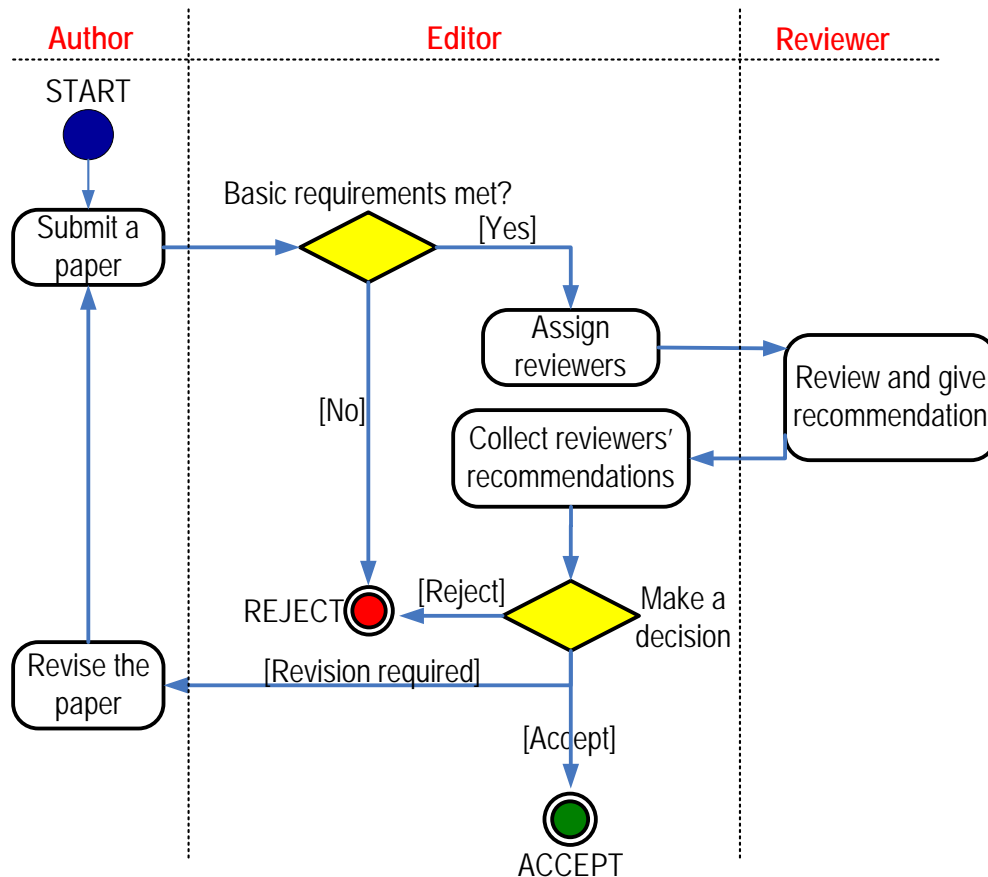 Author
Editor
Reviewer
START
Basic requirements met?
[Yes]
Submit a
paper
Assign
reviewers
Review and give
recommendation
[No]
Collect reviewers'
recommendations
REJECT
[Reject]
Make a
decision
Revise the
paper
[Revision required]
[Accept]
ACCEPT